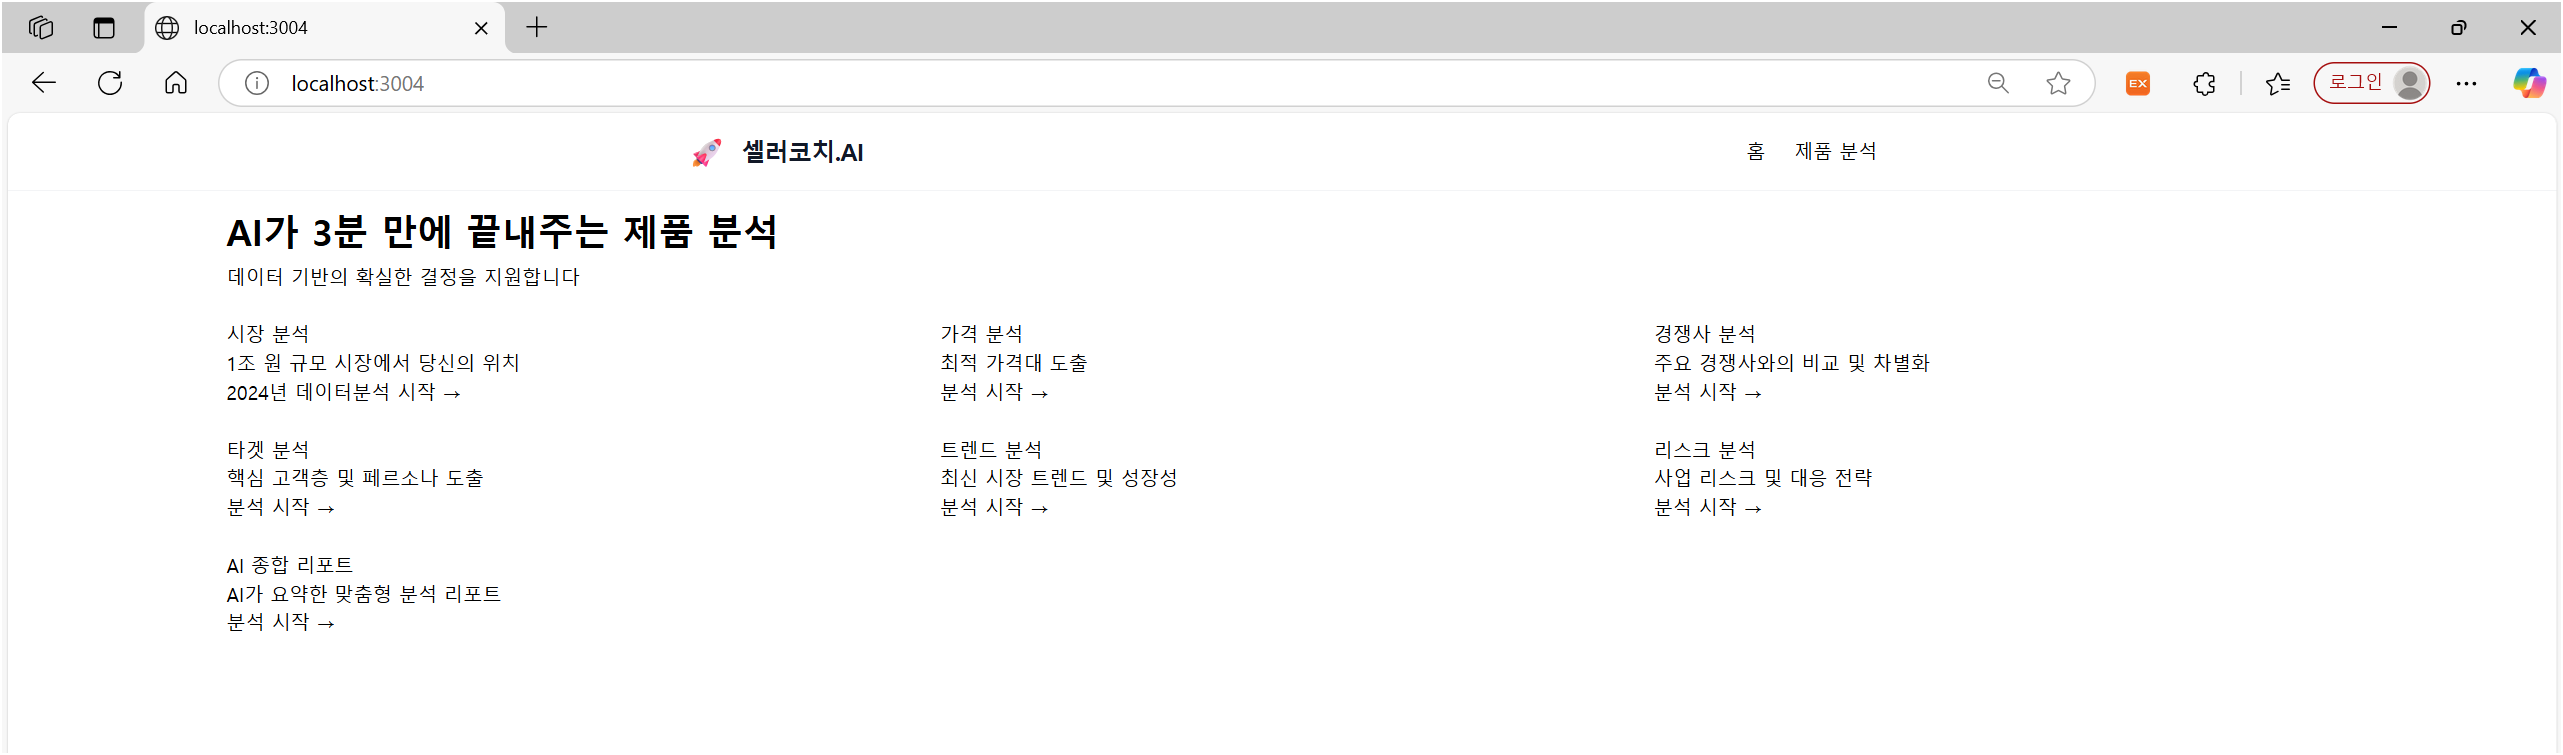 localhost:3004
localhost:3004
EX
로그인
셀러코치.AI
홈 제품 분석
AI가 3분 만에 끝내주는 제품 분석
데이터 기반의 확실한 결정을 지원합니다
시장 분석
1조 원 규모 시장에서 당신의 위치
2024년 데이터분석 시작 →
가격 분석
최적 가격대 도출
분석 시작 →
경쟁사 분석
주요 경쟁사와의 비교 및 차별화
분석 시작 →
타겟 분석
핵심 고객층 및 페르소나 도출
분석 시작 →
트렌드 분석
최신 시장 트렌드 및 성장성
분석 시작 →
리스크 분석
사업 리스크 및 대응 전략
분석 시작 →
AI 종합 리포트
AI가 요약한 맞춤형 분석 리포트
분석 시작 →